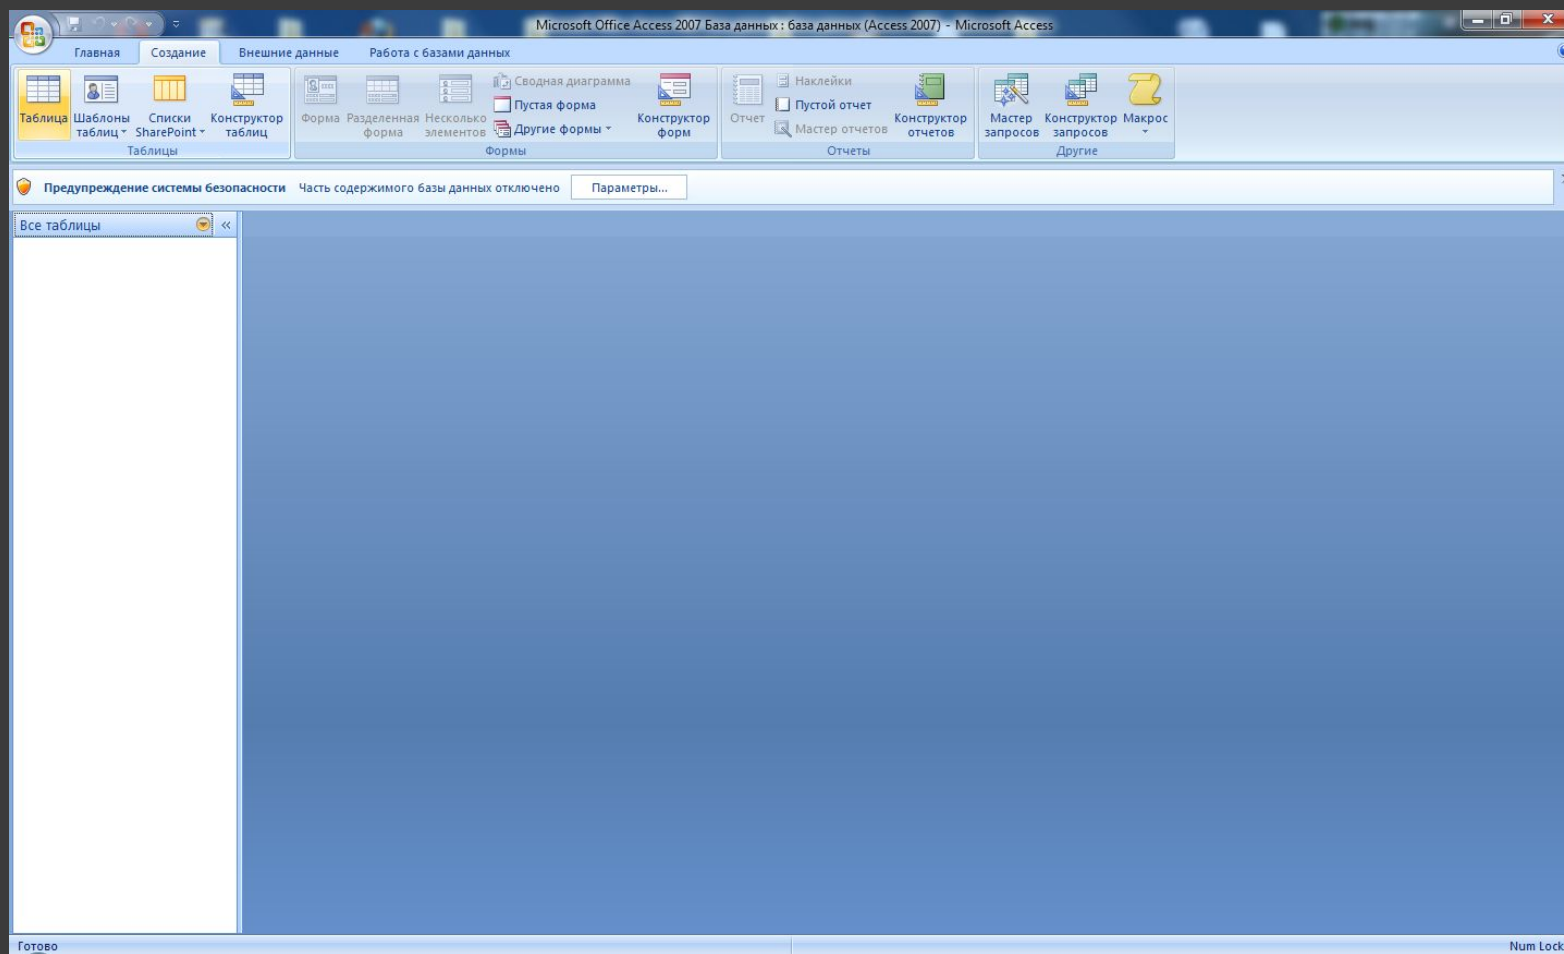 Microsoft Office Access 2007 База данных : база данных (Access 2007) - Microsoft Access
Главная Создание Внешние данные Работа с базами данных
Таблица
Шаблоны таблиц
Списки SharePoint
Конструктор таблиц
Таблицы
Форма
Разделенная форма
Несколько элементов
Сводная диаграмма
Пустая форма
Другие формы
Конструктор форм
Формы
Отчет
Наклейки
Пустой отчет
Мастер отчетов
Конструктор отчетов
Отчеты
Мастер запросов
Конструктор запросов
Макрос
Другие
Предупреждение системы безопасности Часть содержимого базы данных отключено Параметры...
Все таблицы
Готово Num Lock